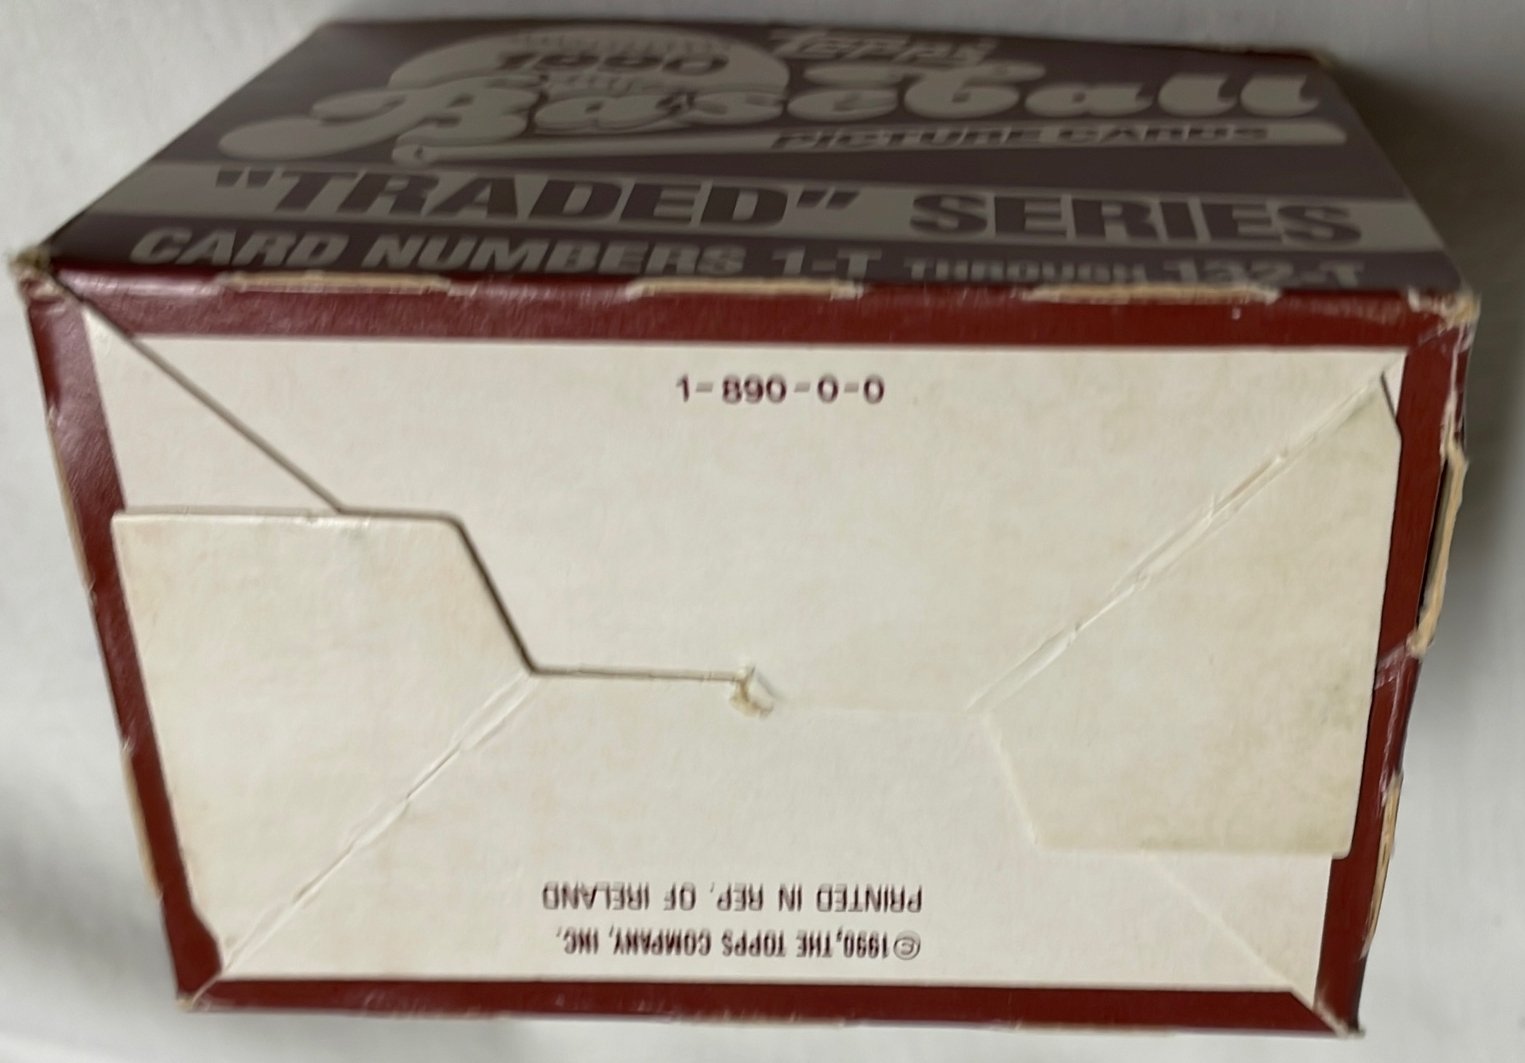 Topps
1990
Baseball
PICTURE CARDS
"TRADED" SERIES
CARD NUMBERS 1-T THROUGH 132-T
1-890-0-0
©1990, THE TOPPS COMPANY, INC.
PRINTED IN REP. OF IRELAND